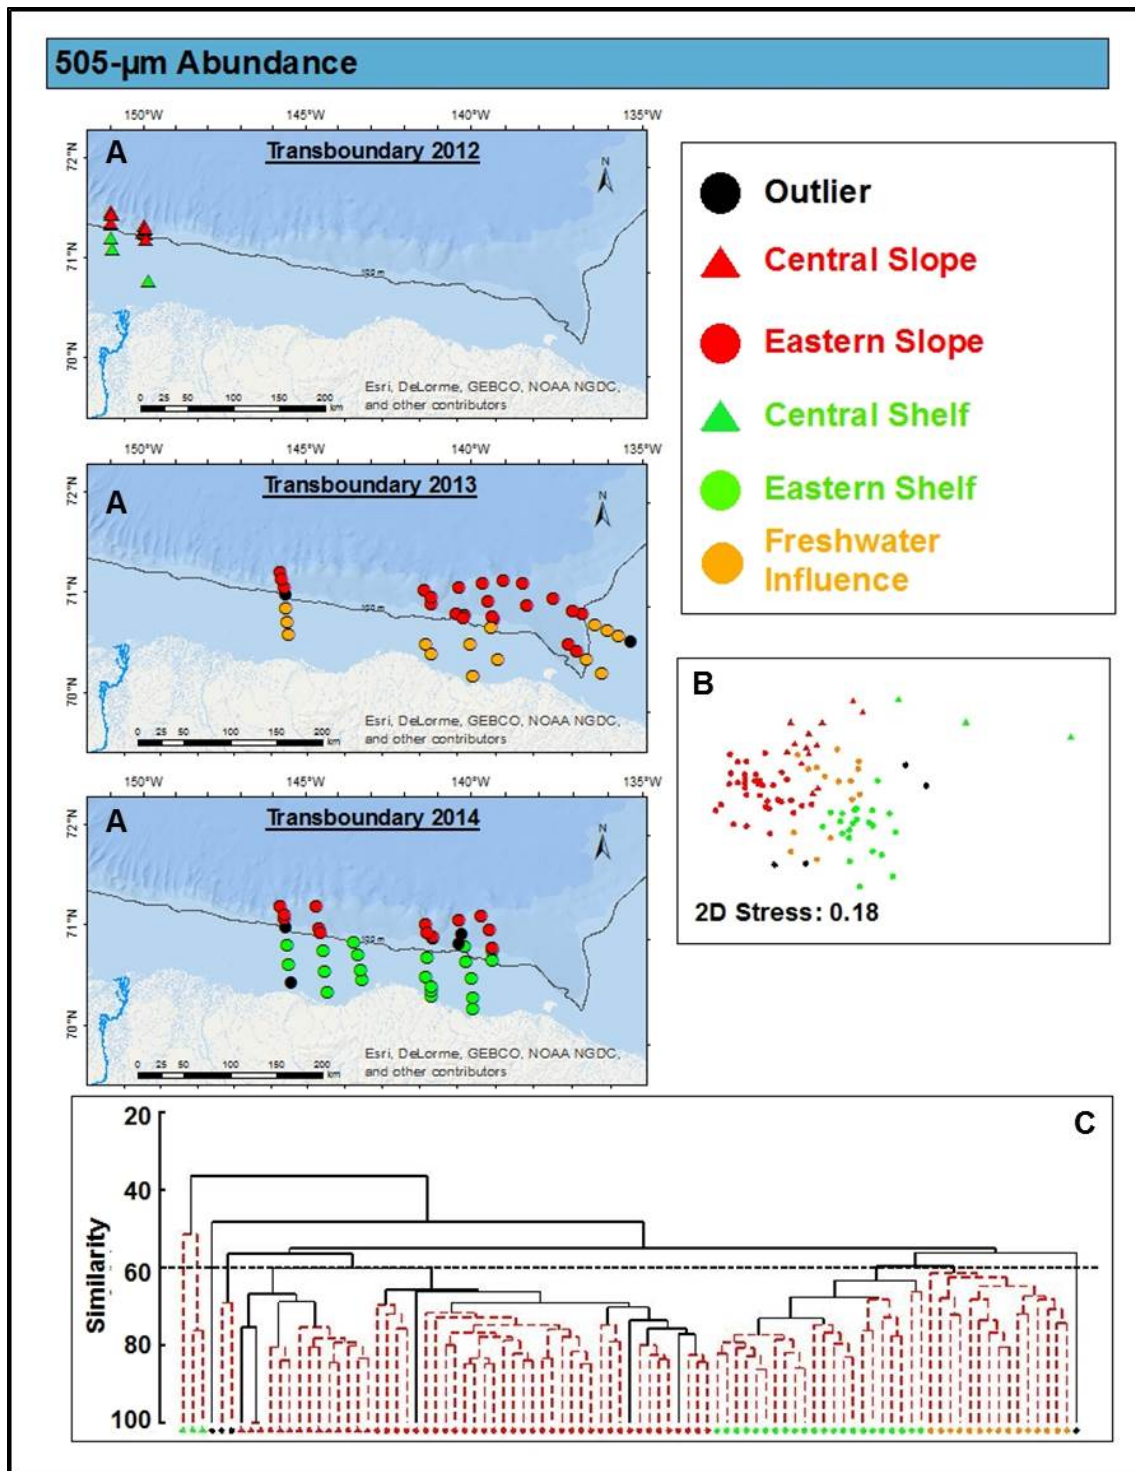 505-µm Abundance
150°W 145°W 140°W 135°W
A
Transboundary 2012
N
72°N
71°N
70°N
100 m
0 25 50 100 150 200
km
Esri, DeLorme, GEBCO, NOAA NGDC,
and other contributors
150°W 145°W 140°W 135°W
A
Transboundary 2013
N
72°N
71°N
70°N
100 m
0 25 50 100 150 200
km
Esri, DeLorme, GEBCO, NOAA NGDC,
and other contributors
150°W 145°W 140°W 135°W
A
Transboundary 2014
N
72°N
71°N
70°N
100 m
0 25 50 100 150 200
km
Esri, DeLorme, GEBCO, NOAA NGDC,
and other contributors
Outlier
Central Slope
Eastern Slope
Central Shelf
Eastern Shelf
Freshwater
Influence
B
2D Stress: 0.18
C
Similarity
20
40
60
80
100